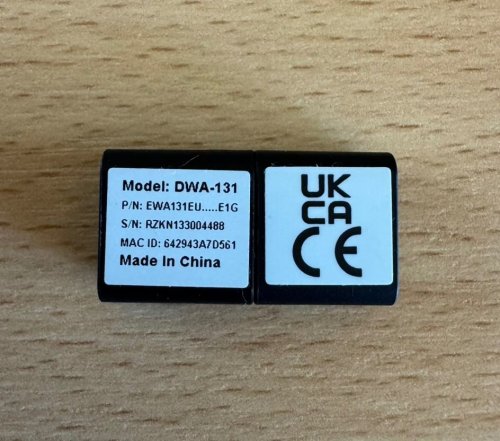 Model: DWA-131
P/N: EWA131EU.....E1G
S/N: RZKN133004488
MAC ID: 642943A7D561
Made In China
UK
CA
CE